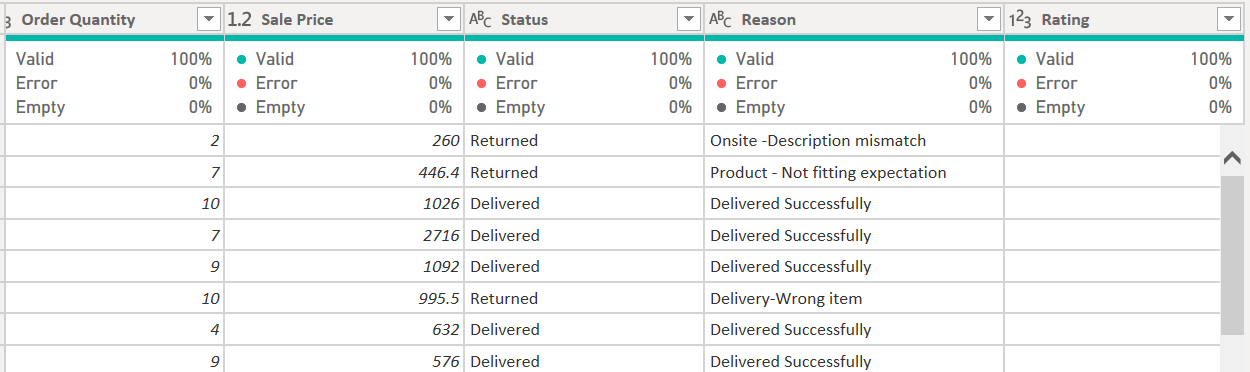 3 Order Quantity 1.2 Sale Price ABC Status ABC Reason 123 Rating
Valid 100% Valid 100% Valid 100% Valid 100% Valid 100%
Error 0% Error 0% Error 0% Error 0% Error 0%
Empty 0% Empty 0% Empty 0% Empty 0% Empty 0%
2 260 Returned Onsite -Description mismatch
7 446.4 Returned Product - Not fitting expectation
10 1026 Delivered Delivered Successfully
7 2716 Delivered Delivered Successfully
9 1092 Delivered Delivered Successfully
10 995.5 Returned Delivery-Wrong item
4 632 Delivered Delivered Successfully
9 576 Delivered Delivered Successfully